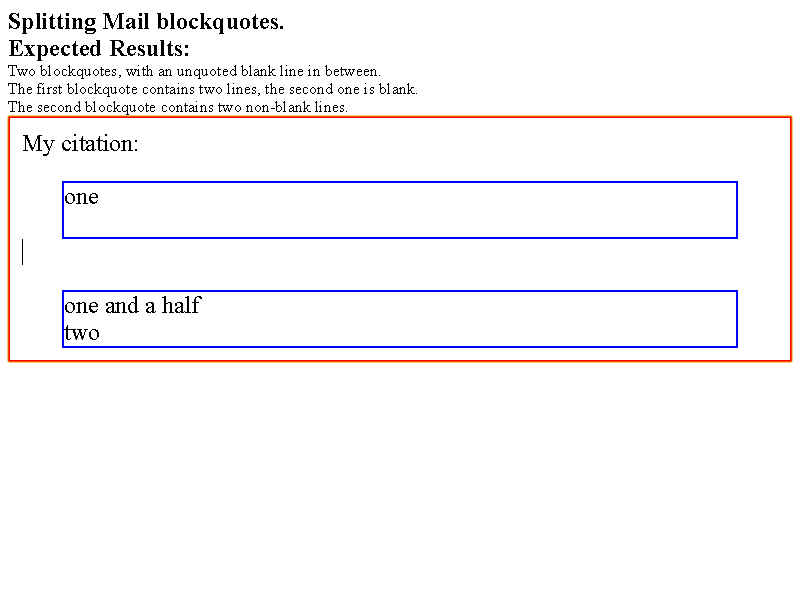 Splitting Mail blockquotes.
Expected Results:
Two blockquotes, with an unquoted blank line in between.
The first blockquote contains two lines, the second one is blank.
The second blockquote contains two non-blank lines.
My citation:
one
one and a half
two